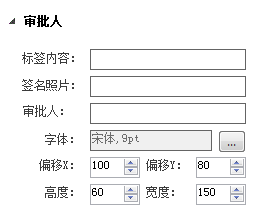 审批人
标签内容:
签名照片:
审批人:
字体: 宋体,9pt ...
偏移X: 100 偏移Y: 80
高度: 60 宽度: 150